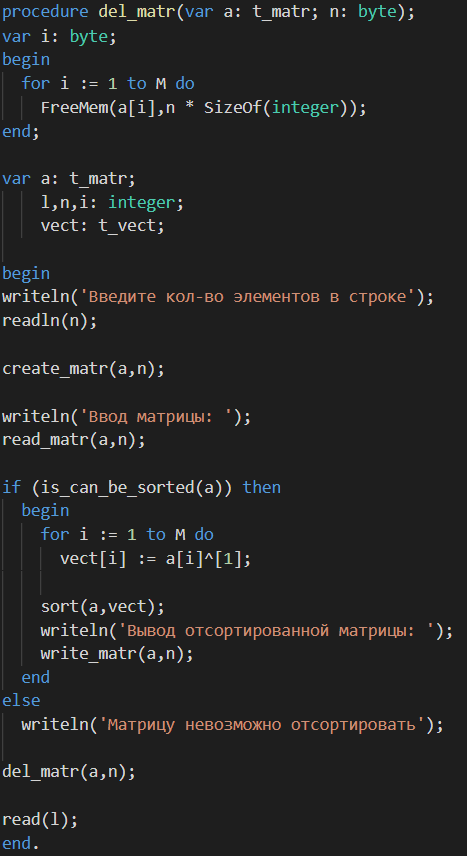 procedure del_matr(var a: t_matr; n: byte);
var i: byte;
begin
  for i := 1 to M do
    FreeMem(a[i],n * SizeOf(integer));
end;

var a: t_matr;
    l,n,i: integer;
    vect: t_vect;

begin
writeln('Введите кол-во элементов в строке');
readln(n);

create_matr(a,n);

writeln('Ввод матрицы: ');
read_matr(a,n);

if (is_can_be_sorted(a)) then
  begin
    for i := 1 to M do
      vect[i] := a[i]^[1];

    sort(a,vect);
    writeln('Вывод отсортированной матрицы: ');
    write_matr(a,n);
  end
else
  writeln('Матрицу невозможно отсортировать');

del_matr(a,n);

read(l);
end.